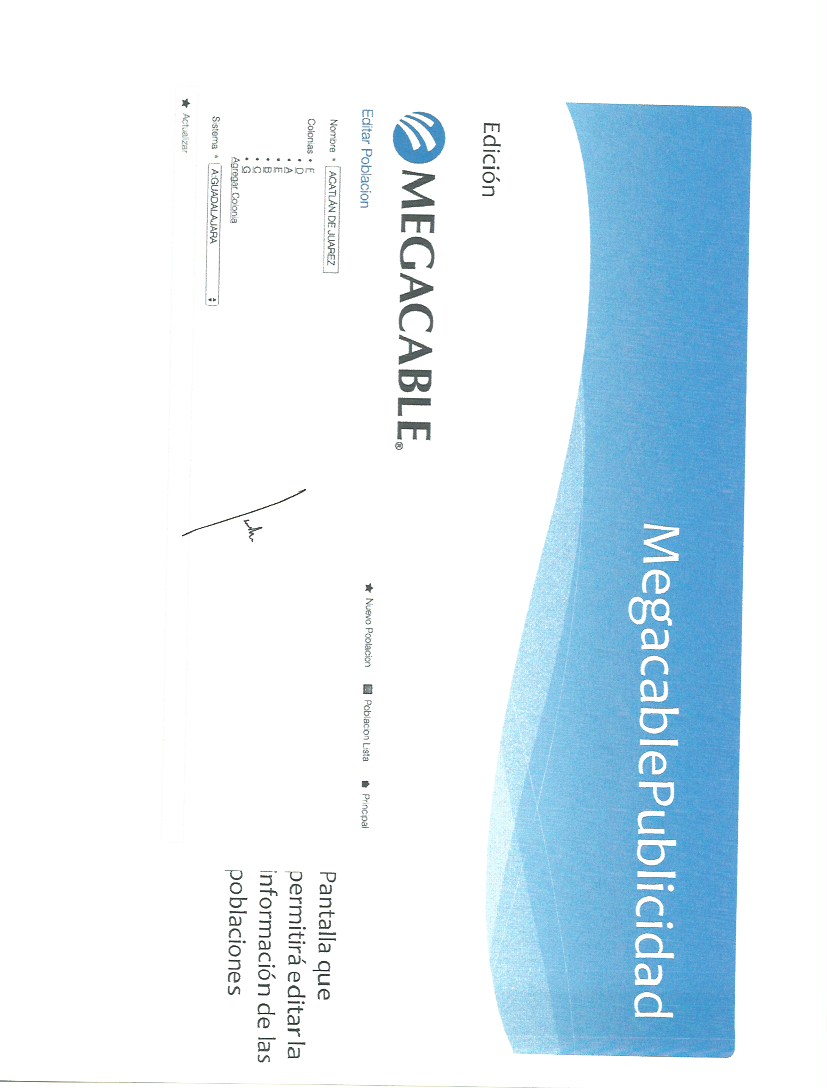 MegacablePublicidad
Edición
MEGACABLE®
Editar Poblacion
Nuevo Poblacion
Poblacion Lista
Principal
Nombre * ACATLÁN DE JUAREZ
Colonias • F
• D
• A
• E
• B
• C
• G
Agregar Colonia
Sistema * A:GUADALAJARA
Actualizar
Pantalla que
permitirá editar la
información de las
poblaciones